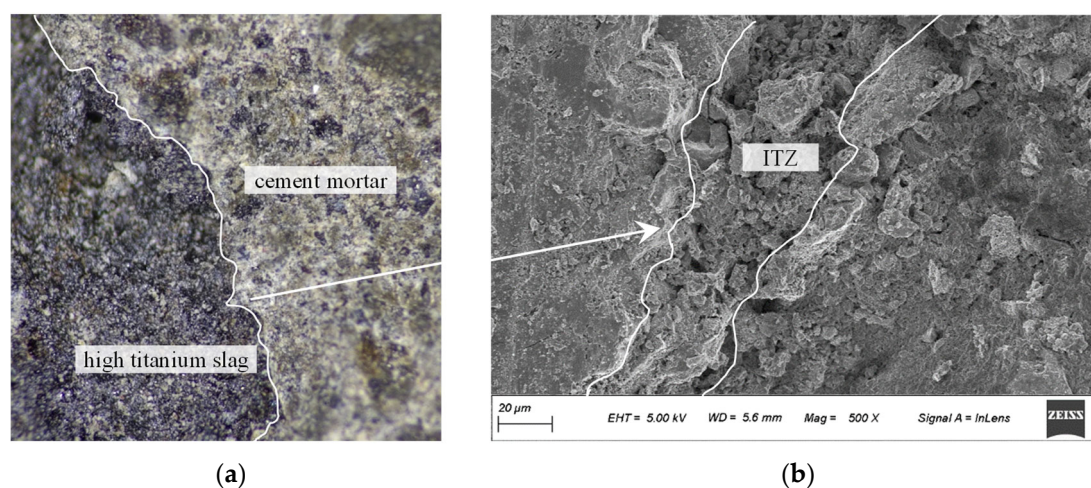 cement mortar
high titanium slag
ITZ
20 μm
EHT = 5.00 kV WD = 5.6 mm Mag = 500 X Signal A = InLens
ZEISS
(a)
(b)